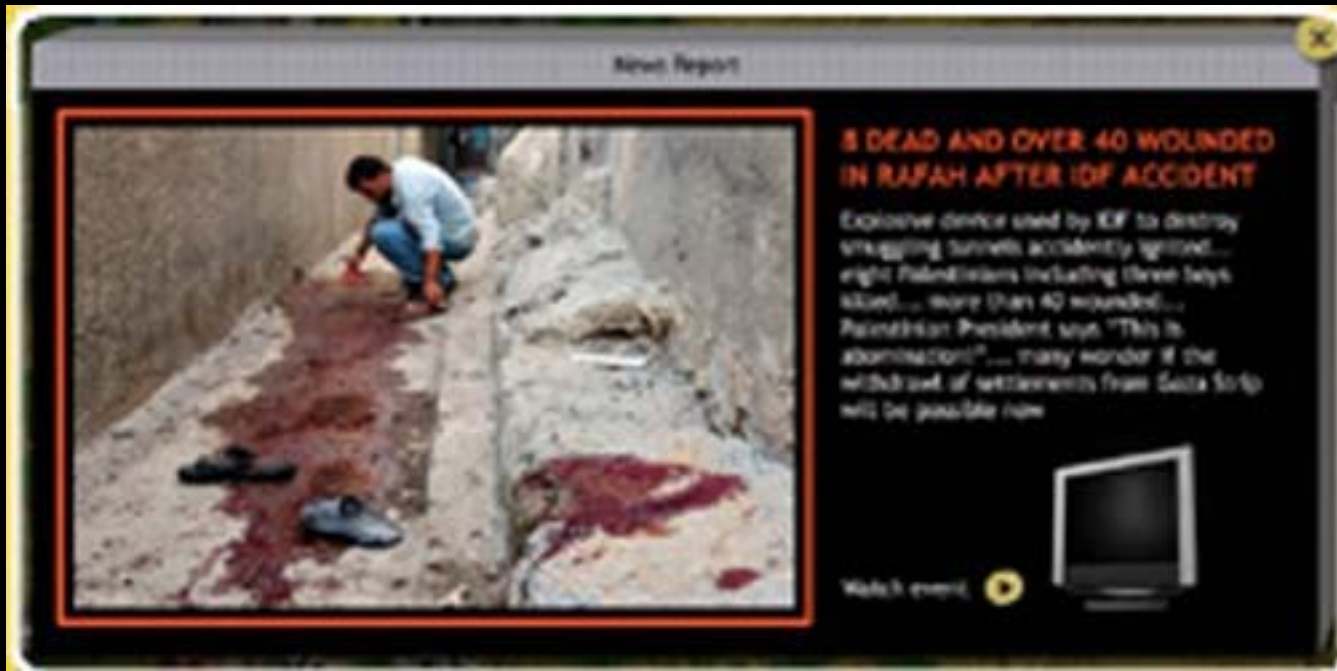 News Report
8 DEAD AND OVER 40 WOUNDED
IN RAFAH AFTER IDF ACCIDENT
Explosive device used by IDF to destroy
smuggling tunnels accidently ignited...
eight Palestinians including three boys
killed... more than 40 wounded...
Palestinian President says "This is
abomination!"... many wonder if the
withdrawl of settlements from Gaza Strip
will be possible now
Watch event